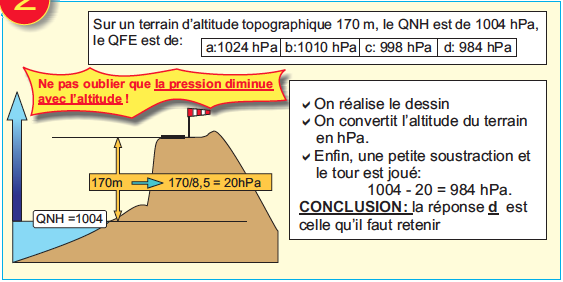 2
Sur un terrain d'altitude topographique 170 m, le QNH est de 1004 hPa,
le QFE est de: a:1024 hPa b:1010 hPa c: 998 hPa d: 984 hPa
Ne pas oublier que la pression diminue
avec l'altitude !
170m 170/8,5 = 20hPa
QNH =1004
✓On réalise le dessin
✓On convertit l'altitude du terrain
en hPa.
✓Enfin, une petite soustraction et
le tour est joué:
1004 - 20 = 984 hPa.
CONCLUSION: la réponse d est
celle qu'il faut retenir